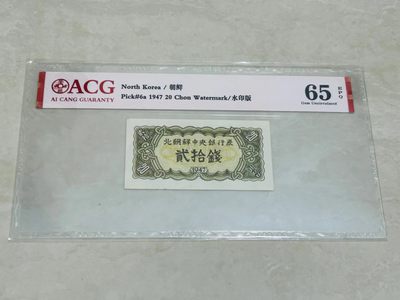 ACG
AI CANG GUARANTY
North Korea / 朝鲜
Pick#6a 1947 20 Chon Watermark/水印版
65
EPQ
Gem Uncirculated
北朝鮮中央銀行券
貳拾錢
1947